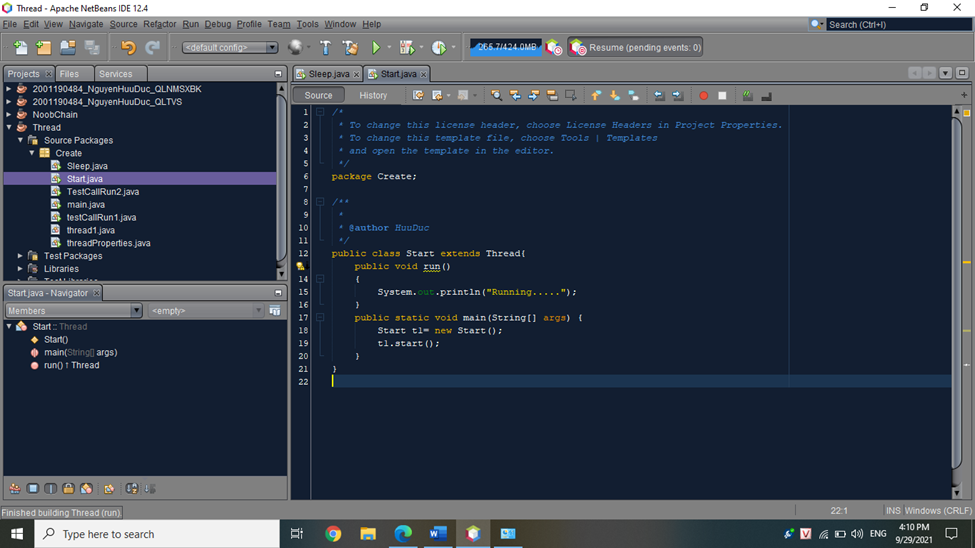 Thread - Apache NetBeans IDE 12.4
File Edit View Navigate Source Refactor Run Debug Profile Team Tools Window Help
Search (Ctrl+I)
<default config>
265.7/424.0MB
Resume (pending events: 0)
Projects Files Services
2001190484_NguyenHuuDuc_QLNMSXBK
2001190484_NguyenHuuDuc_QLTVS
NoobChain
Thread
Source Packages
Create
Sleep.java
Start.java
TestCallRun2.java
main.java
testCallRun1.java
thread1.java
threadProperties.java
Test Packages
Libraries
Test Libraries
Start.java - Navigator
Members <empty>
Start :: Thread
Start()
main(String[] args)
run() ↑ Thread
Sleep.java Start.java
Source History
1 /*
2 * To change this license header, choose License Headers in Project Properties.
3 * To change this template file, choose Tools | Templates
4 * and open the template in the editor.
5 */
6 package Create;
7
8 /**
9 *
10 * @author HuuDuc
11 */
12 public class Start extends Thread{
public void run()
14 {
15 System.out.println("Running.....");
16 }
17 public static void main(String[] args) {
18 Start t1= new Start();
19 t1.start();
20 }
21 }
22
Finished building Thread (run).
22:1 INS Windows (CRLF)
Type here to search
V
ENG
4:10 PM
9/29/2021